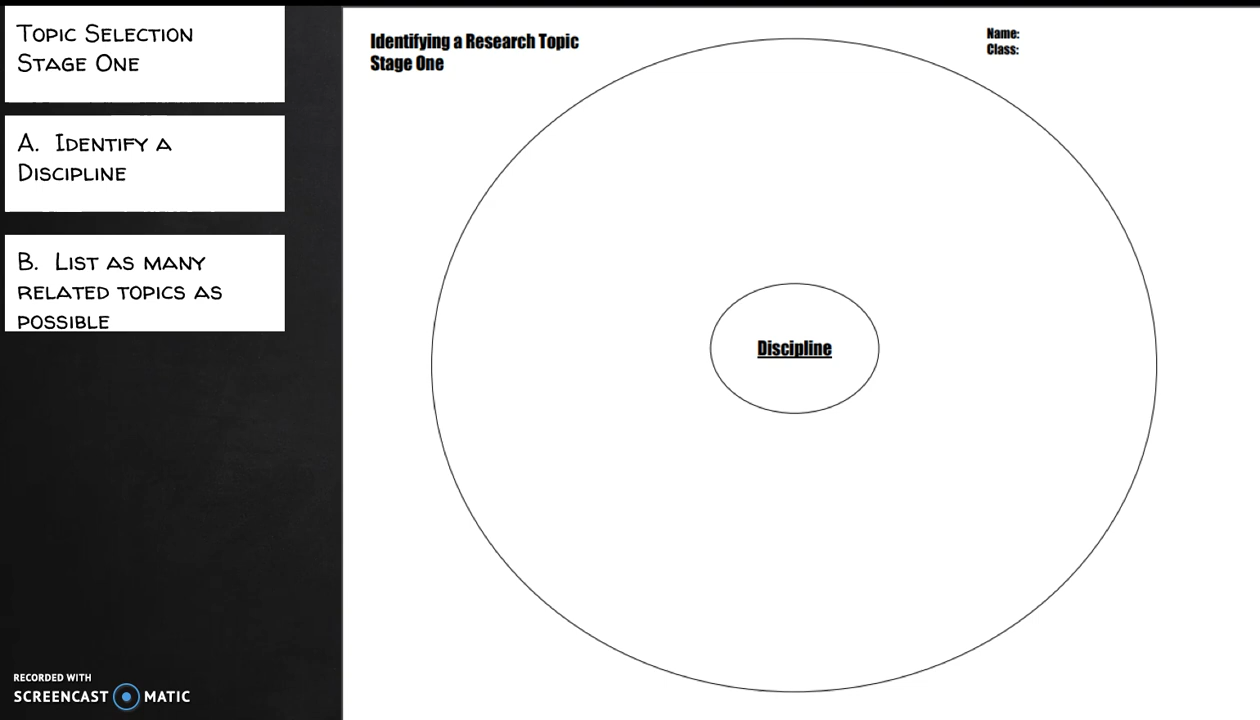 Topic Selection
Stage One
A. Identify a
Discipline
B. List as many
related topics as
possible
Identifying a Research Topic
Stage One
Name:
Class:
Discipline
RECORDED WITH
SCREENCAST MATIC